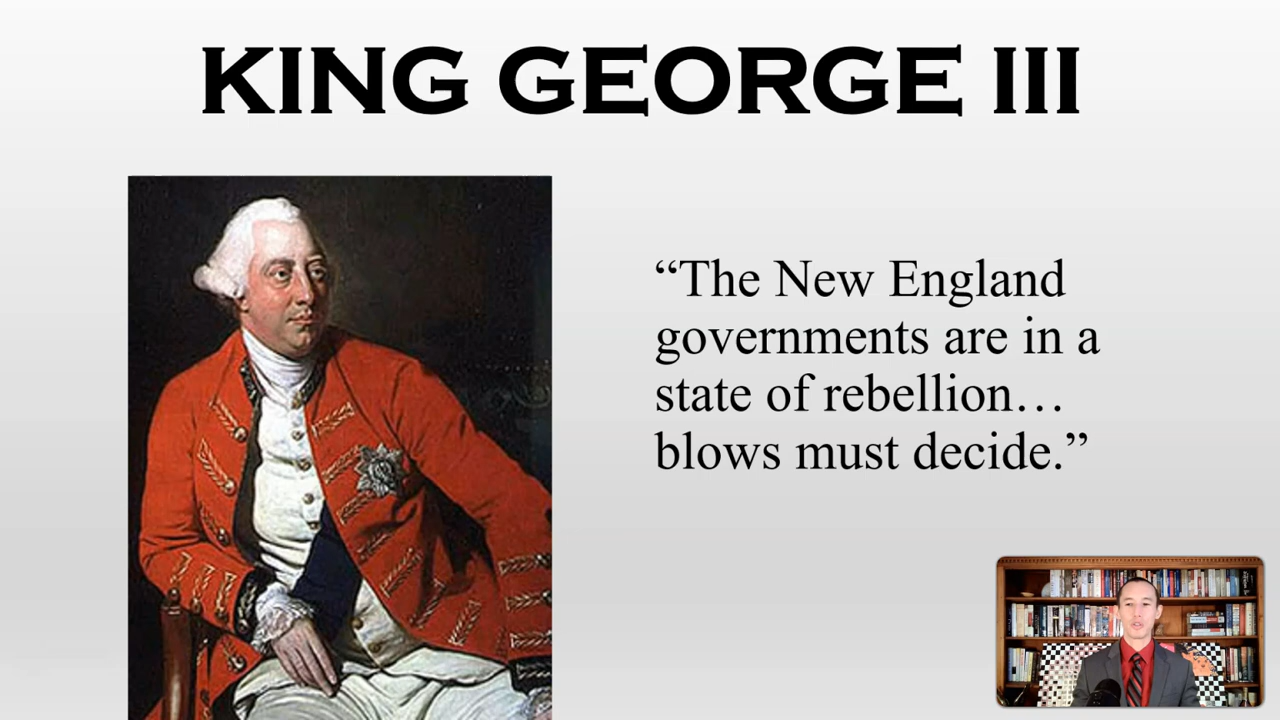 KING GEORGE III
“The New England
governments are in a
state of rebellion…
blows must decide.”